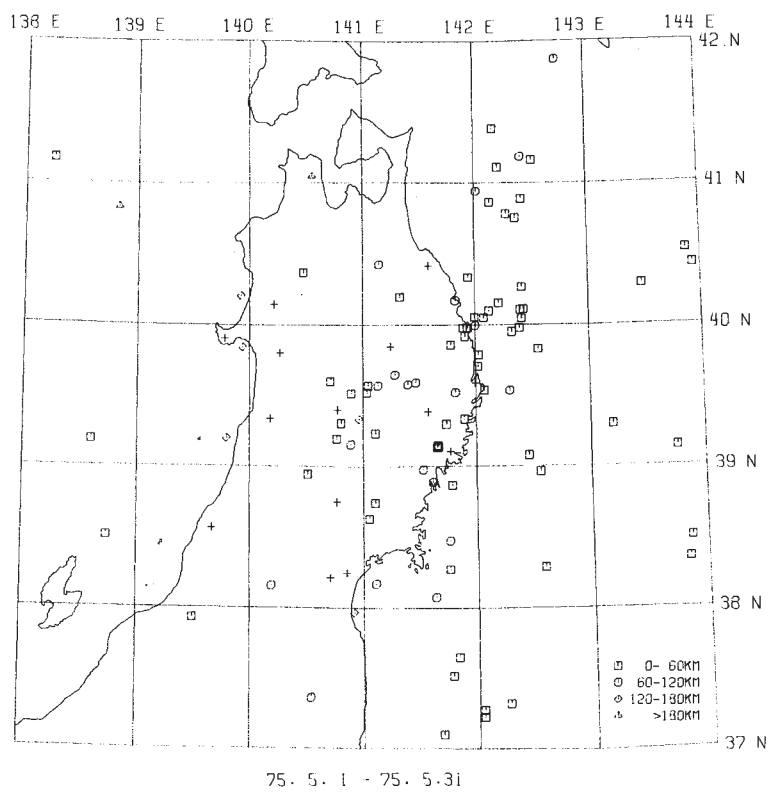 138 E 139 E 140 E 141 E 142 E 143 E 144 E
42.N
41 N
40 N
39 N
38 N
37 N
0- 60KM
60-120KM
120-180KM
>180KM
75. 5. 1 - 75. 5.31